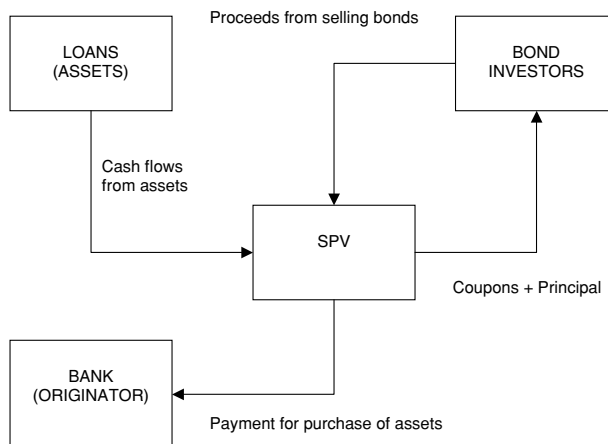 Proceeds from selling bonds
LOANS
(ASSETS)
BOND
INVESTORS
Cash flows
from assets
SPV
Coupons + Principal
BANK
(ORIGINATOR)
Payment for purchase of assets